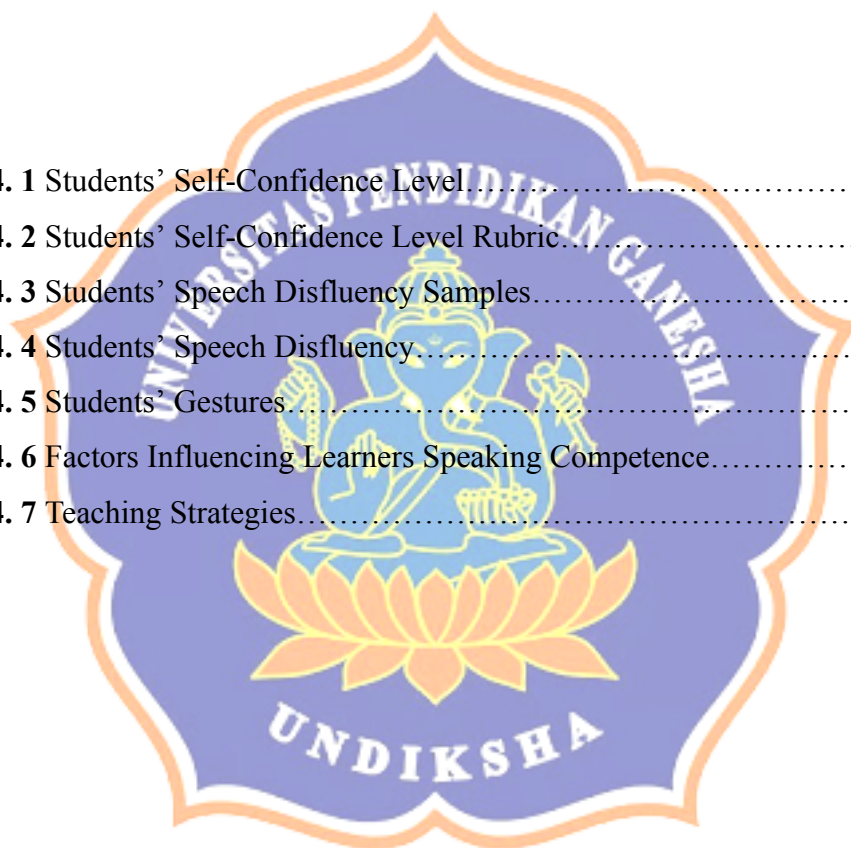 UNIVERSITAS PENDIDIKAN GANESHA
4. 1 Students’ Self-Confidence Level
4. 2 Students’ Self-Confidence Level Rubric
4. 3 Students’ Speech Disfluency Samples
4. 4 Students’ Speech Disfluency
4. 5 Students’ Gestures
4. 6 Factors Influencing Learners Speaking Competence
4. 7 Teaching Strategies
UNDIKSHA